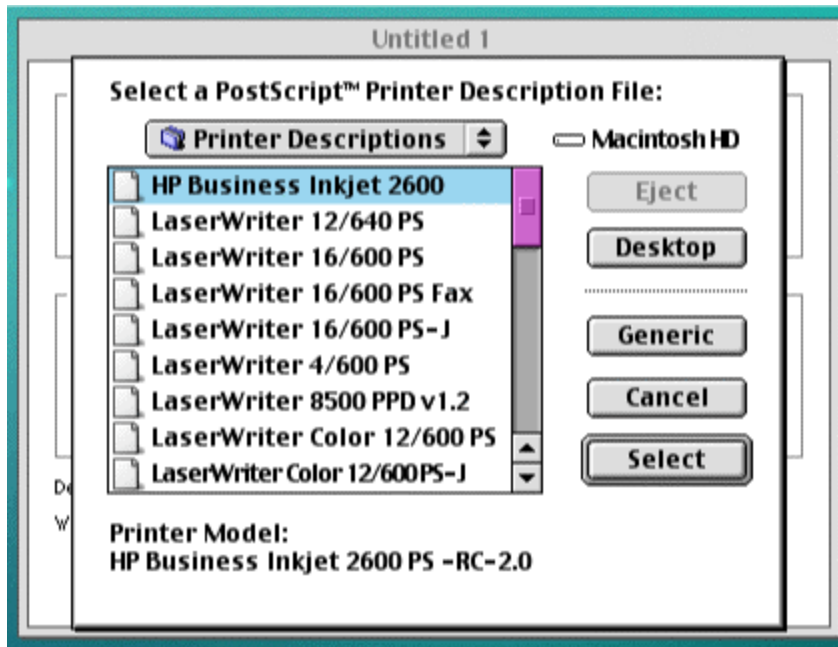 Untitled 1
Select a PostScript™ Printer Description File:
Printer Descriptions
Macintosh HD
HP Business Inkjet 2600
LaserWriter 12/640 PS
LaserWriter 16/600 PS
LaserWriter 16/600 PS Fax
LaserWriter 16/600 PS-J
LaserWriter 4/600 PS
LaserWriter 8500 PPD v1.2
LaserWriter Color 12/600 PS
LaserWriter Color 12/600 PS-J
Eject
Desktop
Generic
Cancel
Select
De
W
Printer Model:
HP Business Inkjet 2600 PS -RC-2.0